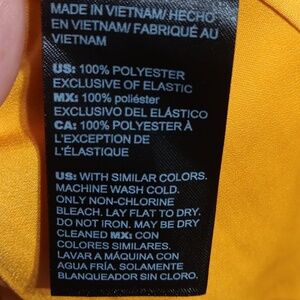 MADE IN VIETNAM/ HECHO
EN VIETNAM/ FABRIQUÉ AU
VIETNAM
US: 100% POLYESTER
EXCLUSIVE OF ELASTIC
MX: 100% poliéster
EXCLUSIVO DEL ELÁSTICO
CA: 100% POLYESTER À
L'EXCEPTION DE
L'ÉLASTIQUE
US: WITH SIMILAR COLORS.
MACHINE WASH COLD.
ONLY NON-CHLORINE
BLEACH. LAY FLAT TO DRY.
DO NOT IRON. MAY BE DRY
CLEANED MX: CON
COLORES SIMILARES.
LAVAR A MÁQUINA CON
AGUA FRÍA. SOLAMENTE
BLANQUEADOR SIN CLORO.